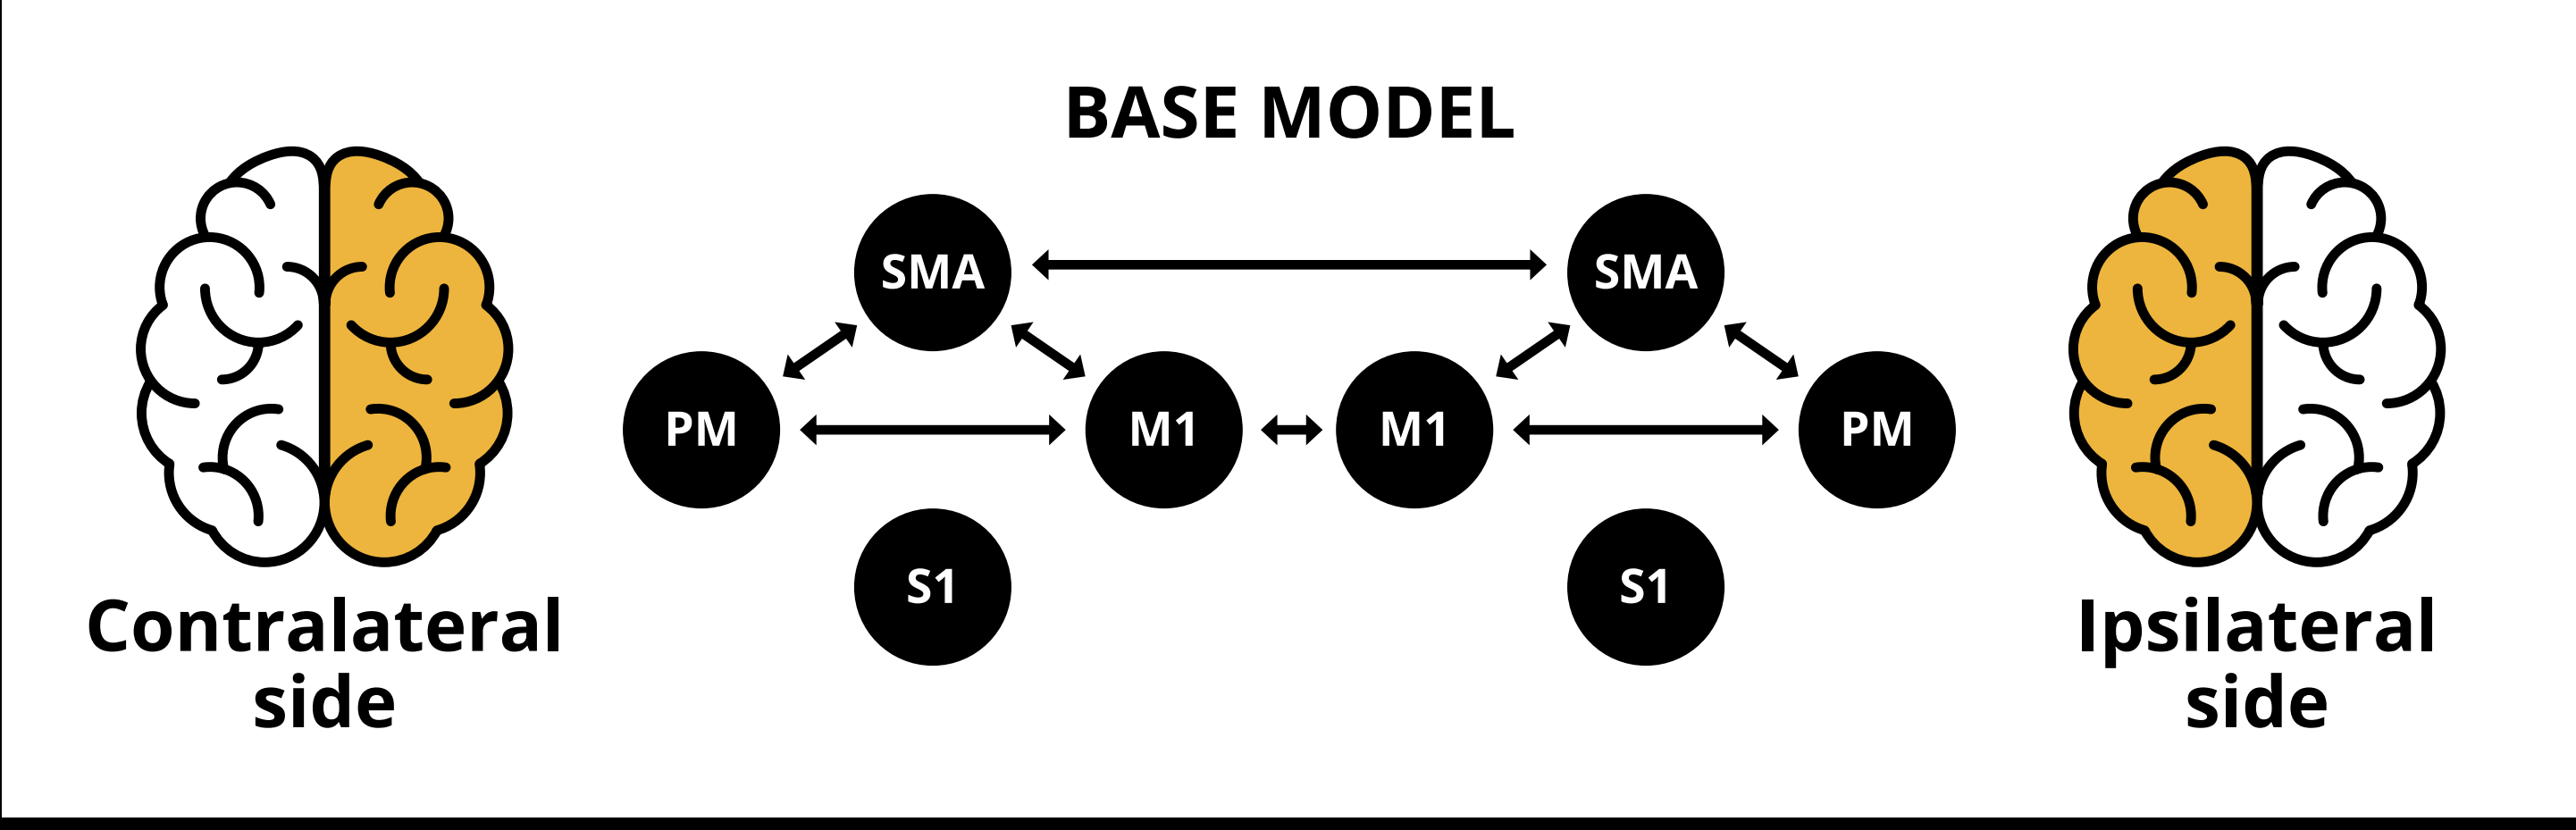 BASE MODEL
SMA
SMA
PM
M1
M1
PM
S1
S1
Contralateral
side
Ipsilateral
side